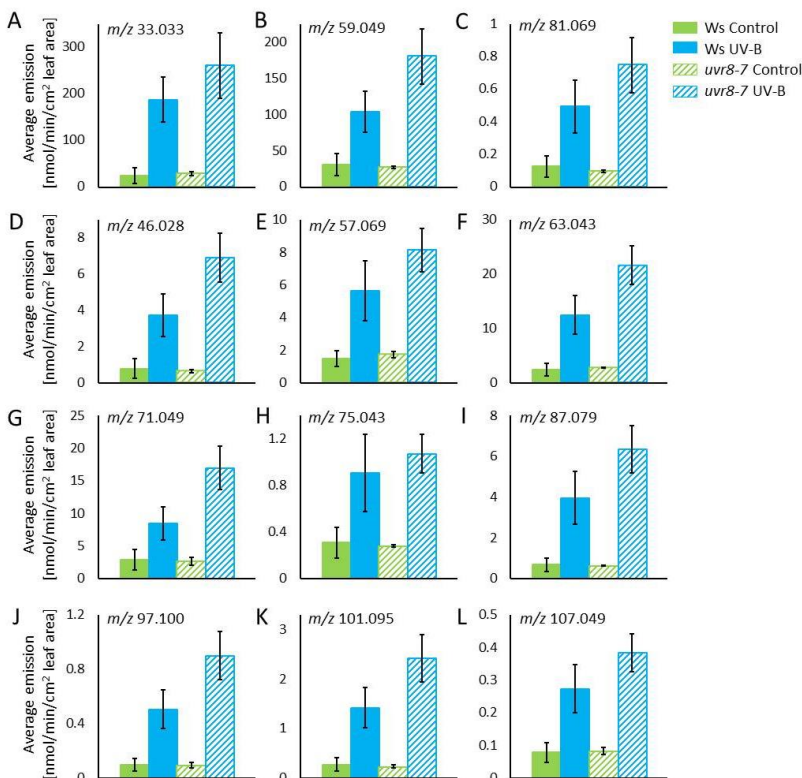 A
m/z 33.033
B
m/z 59.049
C
m/z 81.069
Ws Control
Ws UV-B
uvr8-7 Control
uvr8-7 UV-B
Average emission
[nmol/min/cm² leaf area]
300
200
100
0
200
150
100
50
0
1
0.8
0.6
0.4
0.2
0
D
m/z 46.028
E
m/z 57.069
F
m/z 63.043
Average emission
[nmol/min/cm² leaf area]
8
6
4
2
0
10
8
6
4
2
0
30
20
10
0
G
m/z 71.049
H
m/z 75.043
I
m/z 87.079
Average emission
[nmol/min/cm² leaf area]
25
20
15
10
5
0
1.2
0.8
0.4
0
8
6
4
2
0
J
m/z 97.100
K
m/z 101.095
L
m/z 107.049
Average emission
[nmol/min/cm² leaf area]
1.2
0.8
0.4
0
3
2
1
0
0.5
0.4
0.3
0.2
0.1
0